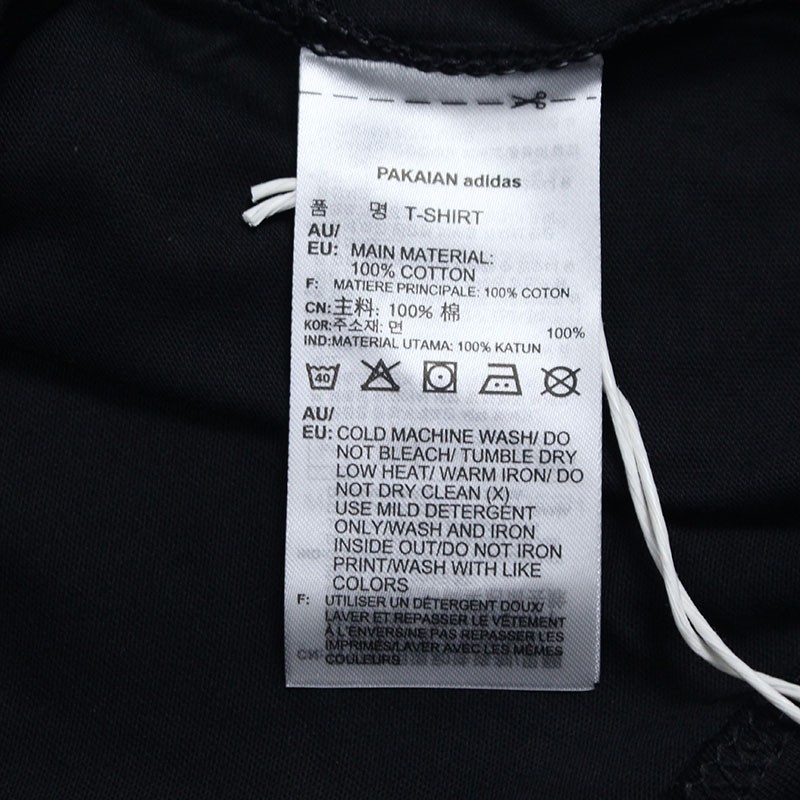 PAKAIAN adidas
품 명 T-SHIRT
AU/
EU: MAIN MATERIAL:
100% COTTON
F: MATIERE PRINCIPALE: 100% COTON
CN:主料: 100% 棉
KOR:주소재: 면 100%
IND:MATERIAL UTAMA: 100% KATUN
40
AU/
EU: COLD MACHINE WASH/ DO
NOT BLEACH/ TUMBLE DRY
LOW HEAT/ WARM IRON/ DO
NOT DRY CLEAN (X)
USE MILD DETERGENT
ONLY/WASH AND IRON
INSIDE OUT/DO NOT IRON
PRINT/WASH WITH LIKE
COLORS
F: UTILISER UN DÉTERGENT DOUX/
LAVER ET REPASSER LE VÊTEMENT
À L'ENVERS/NE PAS REPASSER LES
IMPRIMÉS/LAVER AVEC LES MÊMES
COULEURS